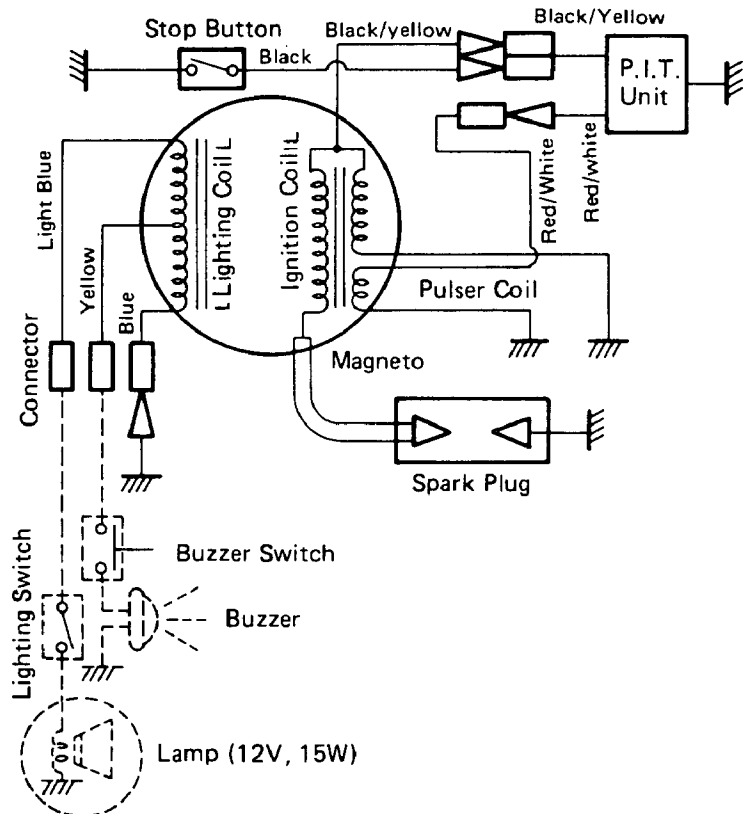 Stop Button
Black/yellow
Black/Yellow
Black
P.I.T.
Unit
Light Blue
Yellow
Blue
Lighting Coil
Ignition Coil
Red/White
Red/white
Pulser Coil
Connector
Magneto
Spark Plug
Buzzer Switch
Lighting Switch
Buzzer
Lamp (12V, 15W)